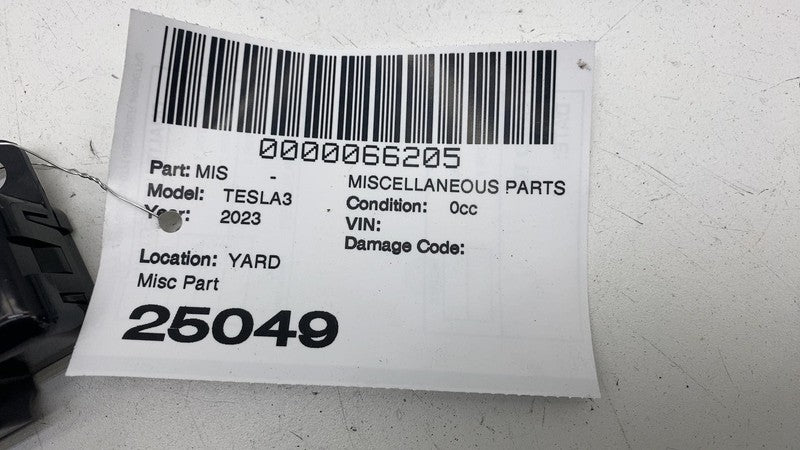 0000066205
Part: MIS -
MISCELLANEOUS PARTS
Model: TESLA3
Condition: 0cc
Year: 2023
VIN:
Damage Code:
Location: YARD
Misc Part
25049